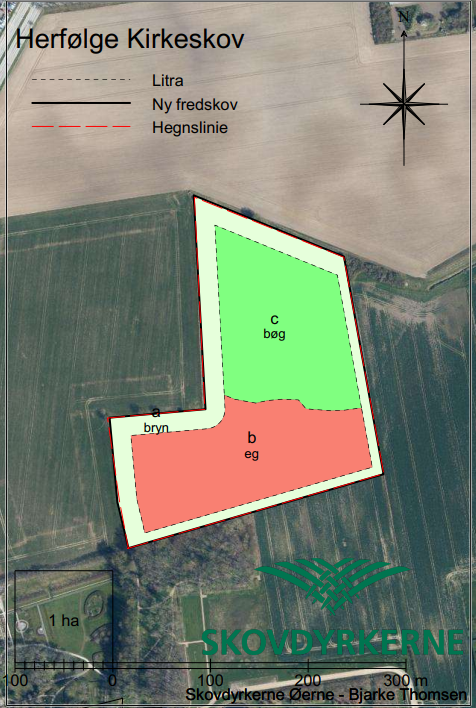 Herfølge Kirkeskov
N
Litra
Ny fredskov
Hegnslinie
c
bøg
a
bryn
b
eg
1 ha
SKOVDYRKERNE
100 0 100 200 300 m
Skovdyrkerne Øerne - Bjarke Thomsen